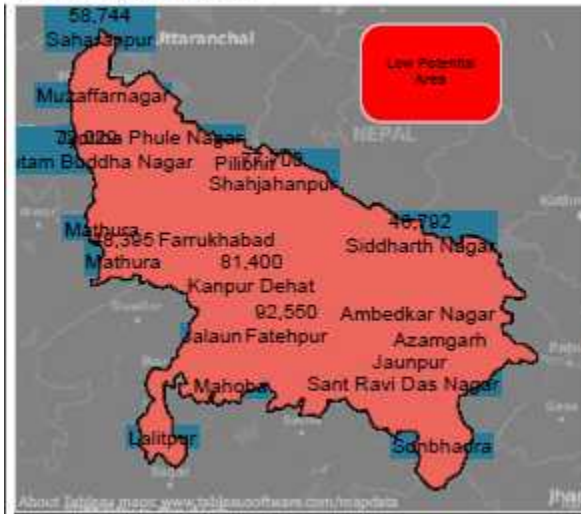 58,744
Saharanpur
Uttaranchal
Low Potential
Area
Muzaffarnagar
Phule Nagar
NEPAL
Buddha Nagar
Pilibhit
Shahjahanpur
46,792
Siddharth Nagar
Mathura
Farrukhabad
Mathura
81,400
Kanpur Dehat
92,550
Ambedkar Nagar
Jalaun Fatehpur
Azamgarh
Jaunpur
Mahoba
Sant Ravi Das Nagar
Lalitpur
Sonbhadra
About Tableau maps: www.tableausoftware.com/mapdata